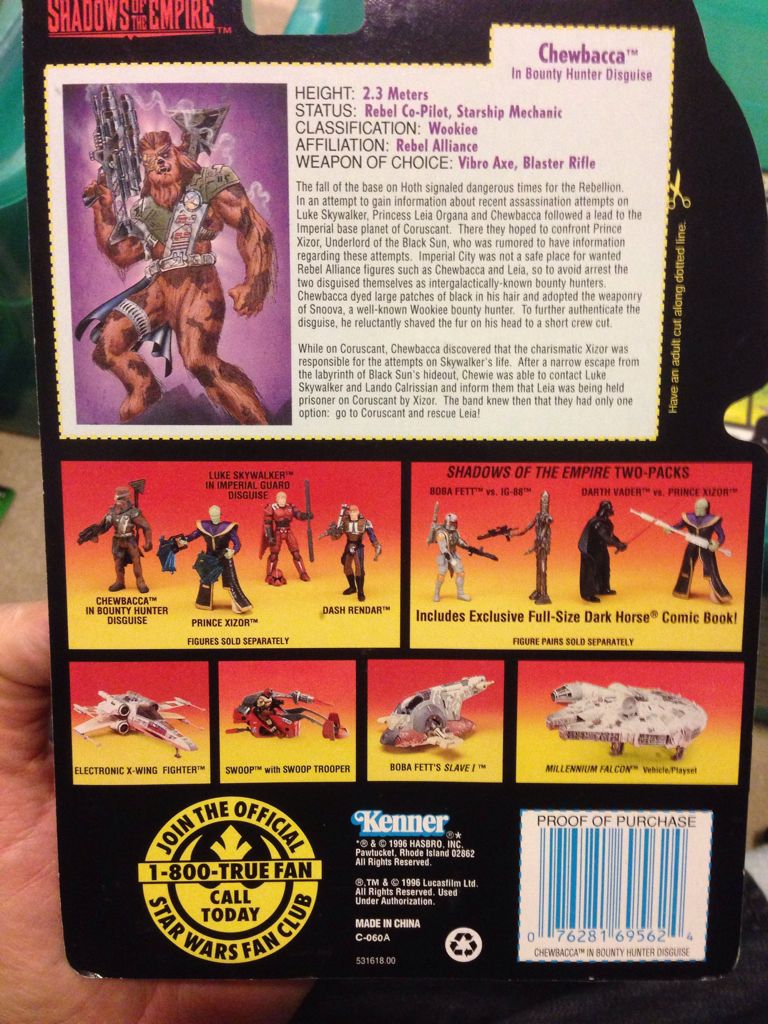 SHADOWS OF THE EMPIRE™
Chewbacca™
In Bounty Hunter Disguise
HEIGHT: 2.3 Meters
STATUS: Rebel Co-Pilot, Starship Mechanic
CLASSIFICATION: Wookiee
AFFILIATION: Rebel Alliance
WEAPON OF CHOICE: Vibro Axe, Blaster Rifle
The fall of the base on Hoth signaled dangerous times for the Rebellion.
In an attempt to gain information about recent assassination attempts on
Luke Skywalker, Princess Leia Organa and Chewbacca followed a lead to the
Imperial base planet of Coruscant. There they hoped to confront Prince
Xizor, Underlord of the Black Sun, who was rumored to have information
regarding these attempts. Imperial City was not a safe place for wanted
Rebel Alliance figures such as Chewbacca and Leia, so to avoid arrest the
two disguised themselves as intergalactically-known bounty hunters.
Chewbacca dyed large patches of black in his hair and adopted the weaponry
of Snoova, a well-known Wookiee bounty hunter. To further authenticate the
disguise, he reluctantly shaved the fur on his head to a short crew cut.
While on Coruscant, Chewbacca discovered that the charismatic Xizor was
responsible for the attempts on Skywalker's life. After a narrow escape from
the labyrinth of Black Sun's hideout, Chewie was able to contact Luke
Skywalker and Lando Calrissian and inform them that Leia was being held
prisoner on Coruscant by Xizor. The band knew then that they had only one
option: go to Coruscant and rescue Leia!
Have an adult cut along dotted line.
LUKE SKYWALKER™
IN IMPERIAL GUARD
DISGUISE
CHEWBACCA™
IN BOUNTY HUNTER
DISGUISE
PRINCE XIZOR™
DASH RENDAR™
FIGURES SOLD SEPARATELY
SHADOWS OF THE EMPIRE TWO-PACKS
BOBA FETT™ vs. IG-88™
DARTH VADER™ vs. PRINCE XIZOR™
Includes Exclusive Full-Size Dark Horse® Comic Book!
FIGURE PAIRS SOLD SEPARATELY
ELECTRONIC X-WING FIGHTER™
SWOOP™ with SWOOP TROOPER™
BOBA FETT'S SLAVE I™
MILLENNIUM FALCON™ Vehicle/Playset
JOIN THE OFFICIAL
1-800-TRUE FAN
CALL
TODAY
STAR WARS FAN CLUB
Kenner®*
*® & © 1996 HASBRO, INC.
Pawtucket, Rhode Island 02862
All Rights Reserved.
®,TM & © 1996 Lucasfilm Ltd.
All Rights Reserved. Used
Under Authorization.
MADE IN CHINA
C-060A
531618.00
PROOF OF PURCHASE
0 76281 69562 4
CHEWBACCA™ IN BOUNTY HUNTER DISGUISE